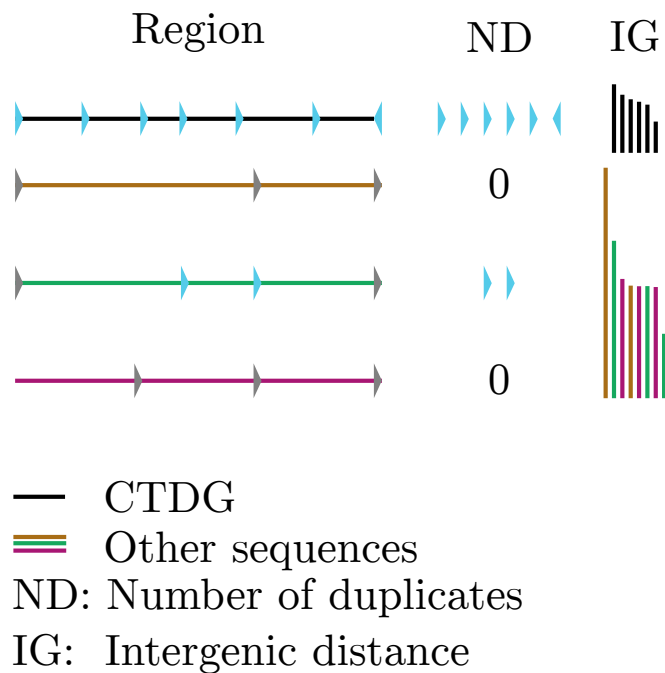 Region ND IG
0
0
CTDG
Other sequences
ND: Number of duplicates
IG: Intergenic distance